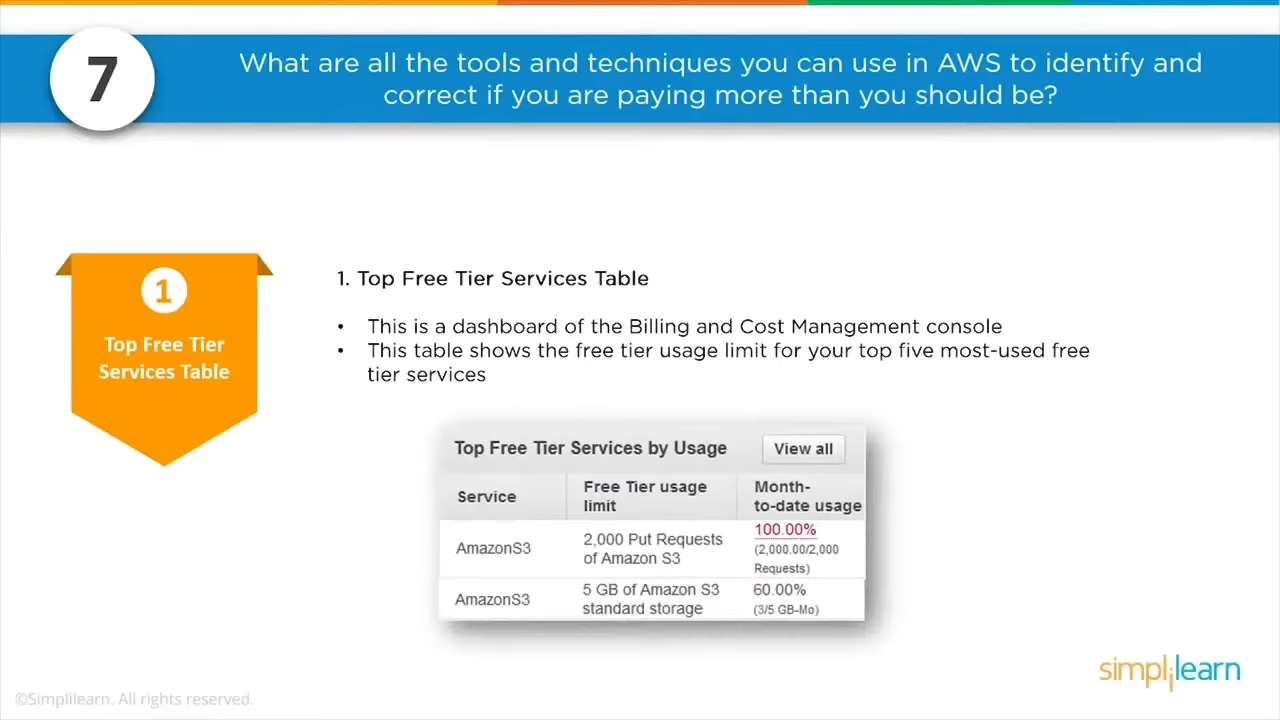 7
What are all the tools and techniques you can use in AWS to identify and
correct if you are paying more than you should be?
1
Top Free Tier
Services Table
1. Top Free Tier Services Table
• This is a dashboard of the Billing and Cost Management console
• This table shows the free tier usage limit for your top five most-used free
tier services
Top Free Tier Services by Usage View all
Service
Free Tier usage
limit
Month-
to-date usage
AmazonS3
2,000 Put Requests
of Amazon S3
100.00%
(2,000.00/2,000
Requests)
AmazonS3
5 GB of Amazon S3
standard storage
60.00%
(3/5 GB-Mo)
simplilearn
©Simplilearn. All rights reserved.